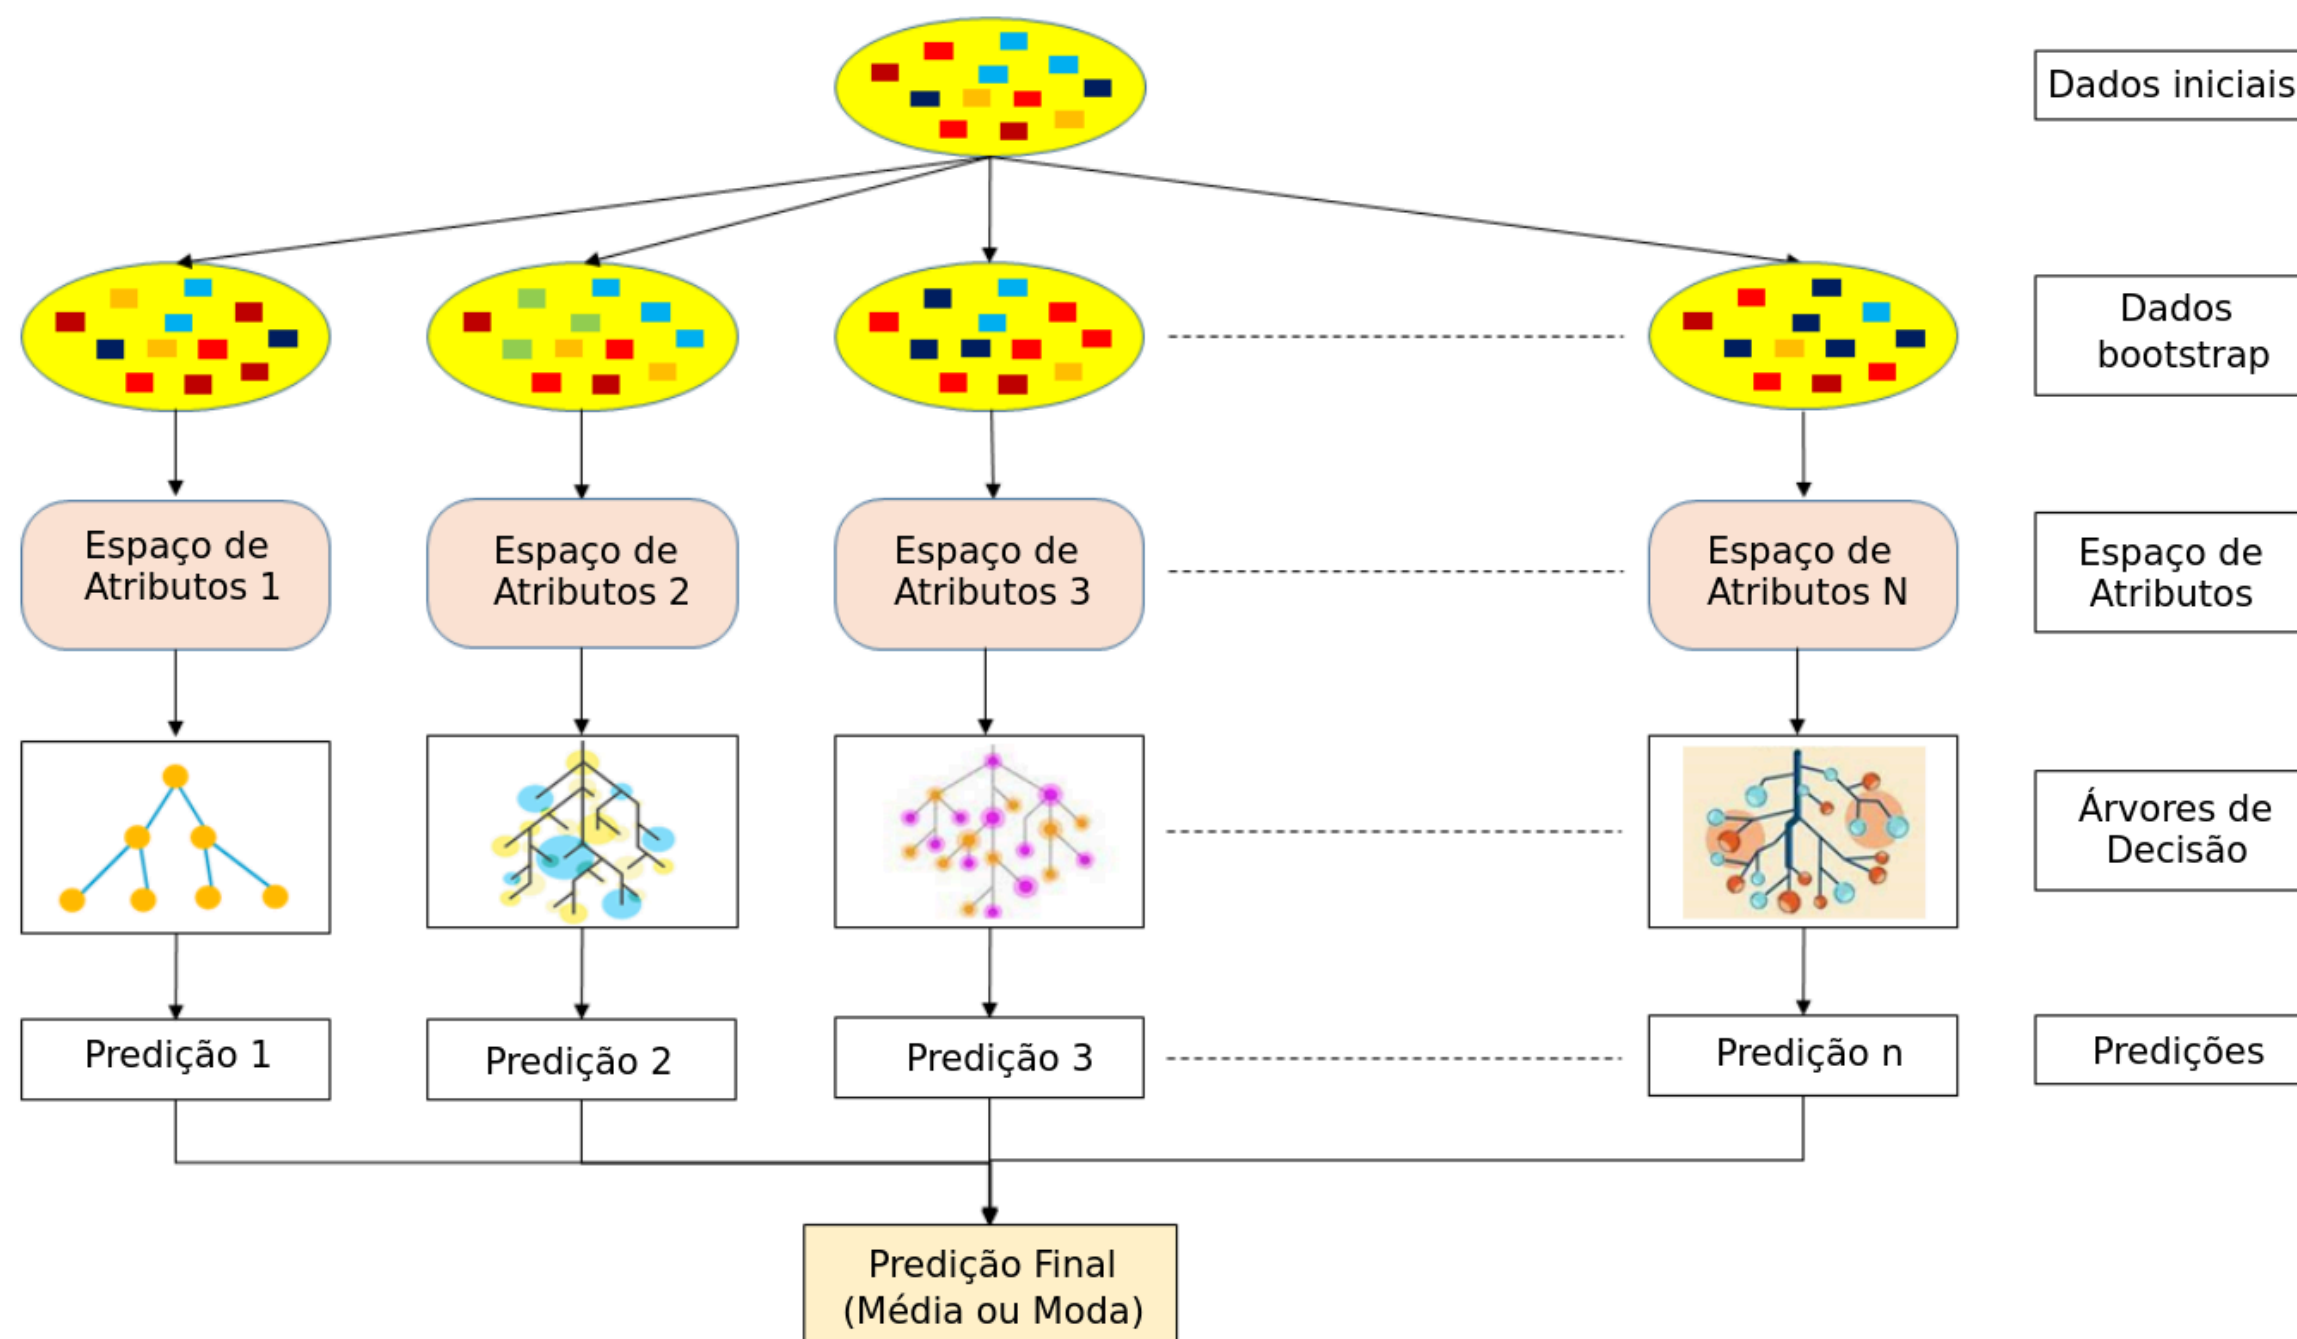 Dados iniciais
Dados
bootstrap
Espaço de
Atributos 1
Espaço de
Atributos 2
Espaço de
Atributos 3
Espaço de
Atributos N
Espaço de
Atributos
Árvores de
Decisão
Predição 1
Predição 2
Predição 3
Predição n
Predições
Predição Final
(Média ou Moda)